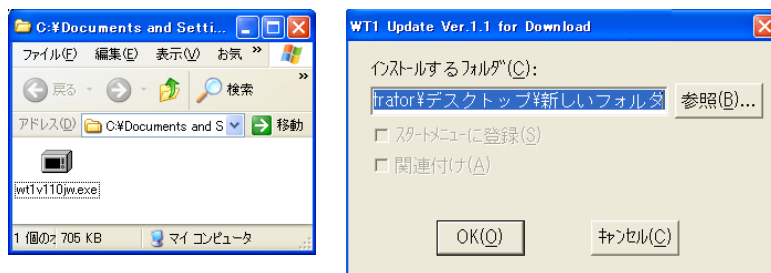 C:¥Documents and Setti...
ファイル(F) 編集(E) 表示(V) お気 »
戻る 検索 »
アドレス(D) C:¥Documents and S 移動
wt1v110jw.exe
1 個のｵ 705 KB マイ コンピュータ
WT1 Update Ver.1.1 for Download
ｲﾝｽﾄｰﾙするﾌｫﾙﾀﾞ(C):
trator¥デスクトップ¥新しいフォルダ 参照(B)...
ｽﾀｰﾄﾒﾆｭｰに登録(S)
関連付け(A)
OK(O) ｷｬﾝｾﾙ(C)